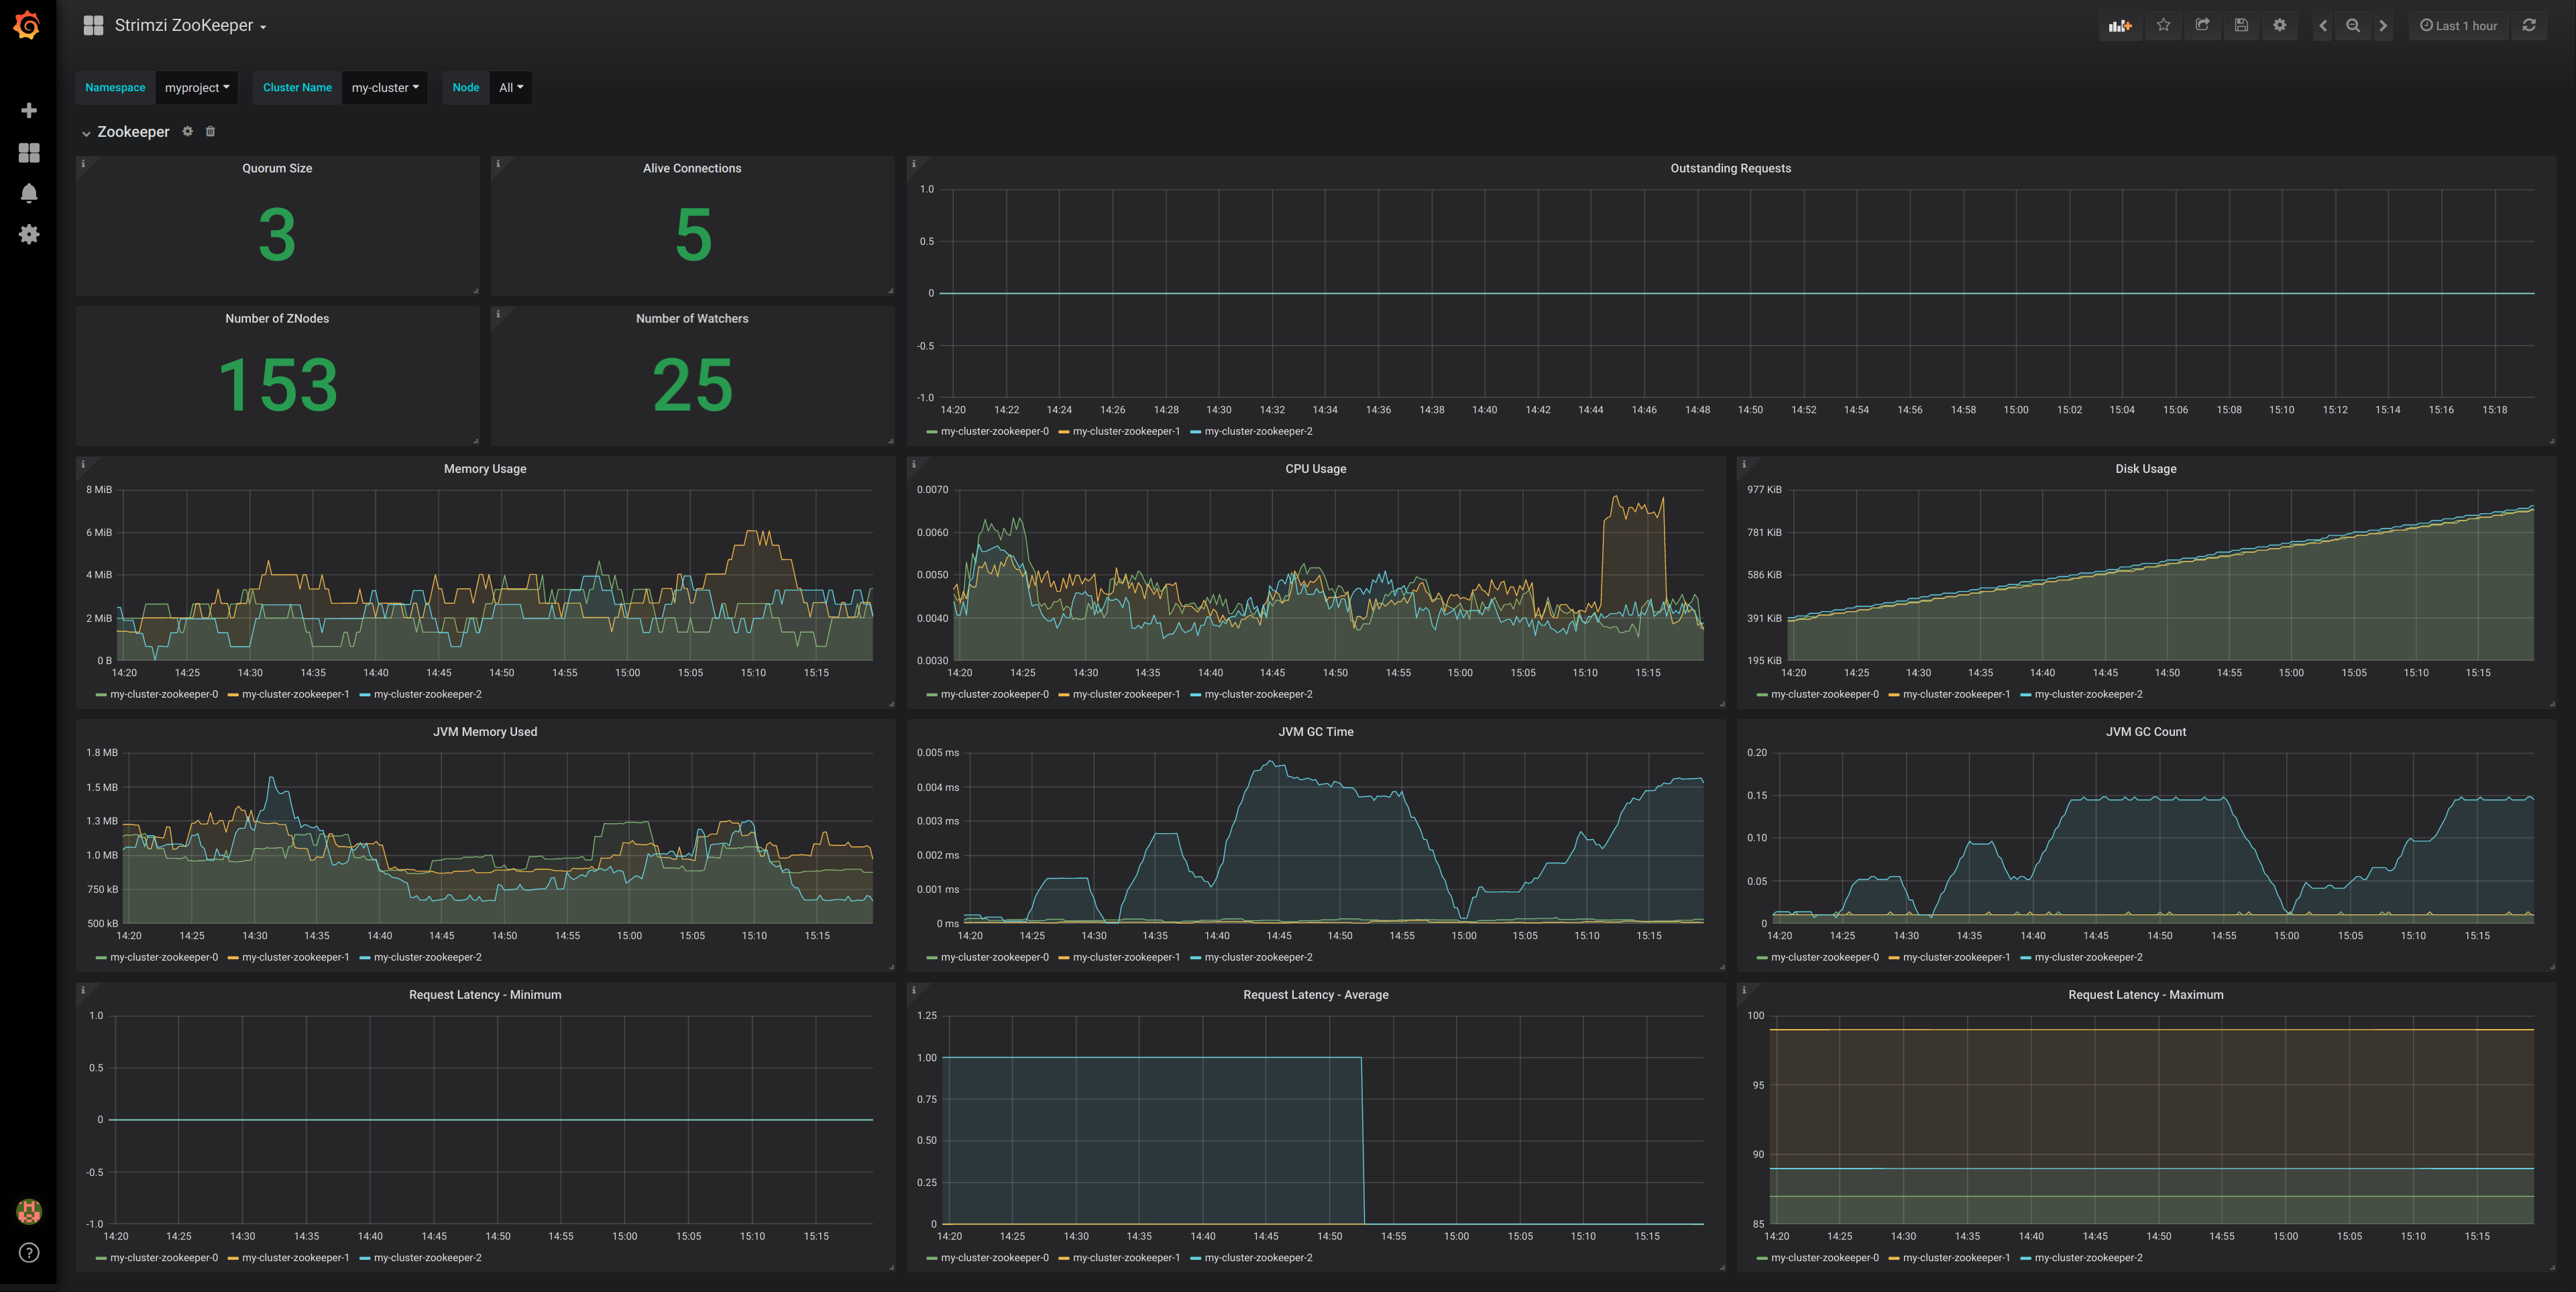 Strimzi ZooKeeper
Last 1 hour
Namespace myproject Cluster Name my-cluster Node All
Zookeeper
Quorum Size
3
Alive Connections
5
Number of ZNodes
153
Number of Watchers
25
Outstanding Requests
1.0
0.5
0
-0.5
-1.0
14:20 14:22 14:24 14:26 14:28 14:30 14:32 14:34 14:36 14:38 14:40 14:42 14:44 14:46 14:48 14:50 14:52 14:54 14:56 14:58 15:00 15:02 15:04 15:06 15:08 15:10 15:12 15:14 15:16 15:18
my-cluster-zookeeper-0 my-cluster-zookeeper-1 my-cluster-zookeeper-2
Memory Usage
8 MiB
6 MiB
4 MiB
2 MiB
0 B
14:20 14:25 14:30 14:35 14:40 14:45 14:50 14:55 15:00 15:05 15:10 15:15
my-cluster-zookeeper-0 my-cluster-zookeeper-1 my-cluster-zookeeper-2
CPU Usage
0.0070
0.0060
0.0050
0.0040
0.0030
14:20 14:25 14:30 14:35 14:40 14:45 14:50 14:55 15:00 15:05 15:10 15:15
my-cluster-zookeeper-0 my-cluster-zookeeper-1 my-cluster-zookeeper-2
Disk Usage
977 KiB
781 KiB
586 KiB
391 KiB
195 KiB
14:20 14:25 14:30 14:35 14:40 14:45 14:50 14:55 15:00 15:05 15:10 15:15
my-cluster-zookeeper-0 my-cluster-zookeeper-1 my-cluster-zookeeper-2
JVM Memory Used
1.8 MB
1.5 MB
1.3 MB
1.0 MB
750 kB
500 kB
14:20 14:25 14:30 14:35 14:40 14:45 14:50 14:55 15:00 15:05 15:10 15:15
my-cluster-zookeeper-0 my-cluster-zookeeper-1 my-cluster-zookeeper-2
JVM GC Time
0.005 ms
0.004 ms
0.003 ms
0.002 ms
0.001 ms
0 ms
14:20 14:25 14:30 14:35 14:40 14:45 14:50 14:55 15:00 15:05 15:10 15:15
my-cluster-zookeeper-0 my-cluster-zookeeper-1 my-cluster-zookeeper-2
JVM GC Count
0.20
0.15
0.10
0.05
0
14:20 14:25 14:30 14:35 14:40 14:45 14:50 14:55 15:00 15:05 15:10 15:15
my-cluster-zookeeper-0 my-cluster-zookeeper-1 my-cluster-zookeeper-2
Request Latency - Minimum
1.0
0.5
0
-0.5
-1.0
14:20 14:25 14:30 14:35 14:40 14:45 14:50 14:55 15:00 15:05 15:10 15:15
my-cluster-zookeeper-0 my-cluster-zookeeper-1 my-cluster-zookeeper-2
Request Latency - Average
1.25
1.00
0.75
0.50
0.25
0
14:20 14:25 14:30 14:35 14:40 14:45 14:50 14:55 15:00 15:05 15:10 15:15
my-cluster-zookeeper-0 my-cluster-zookeeper-1 my-cluster-zookeeper-2
Request Latency - Maximum
100
95
90
85
14:20 14:25 14:30 14:35 14:40 14:45 14:50 14:55 15:00 15:05 15:10 15:15
my-cluster-zookeeper-0 my-cluster-zookeeper-1 my-cluster-zookeeper-2